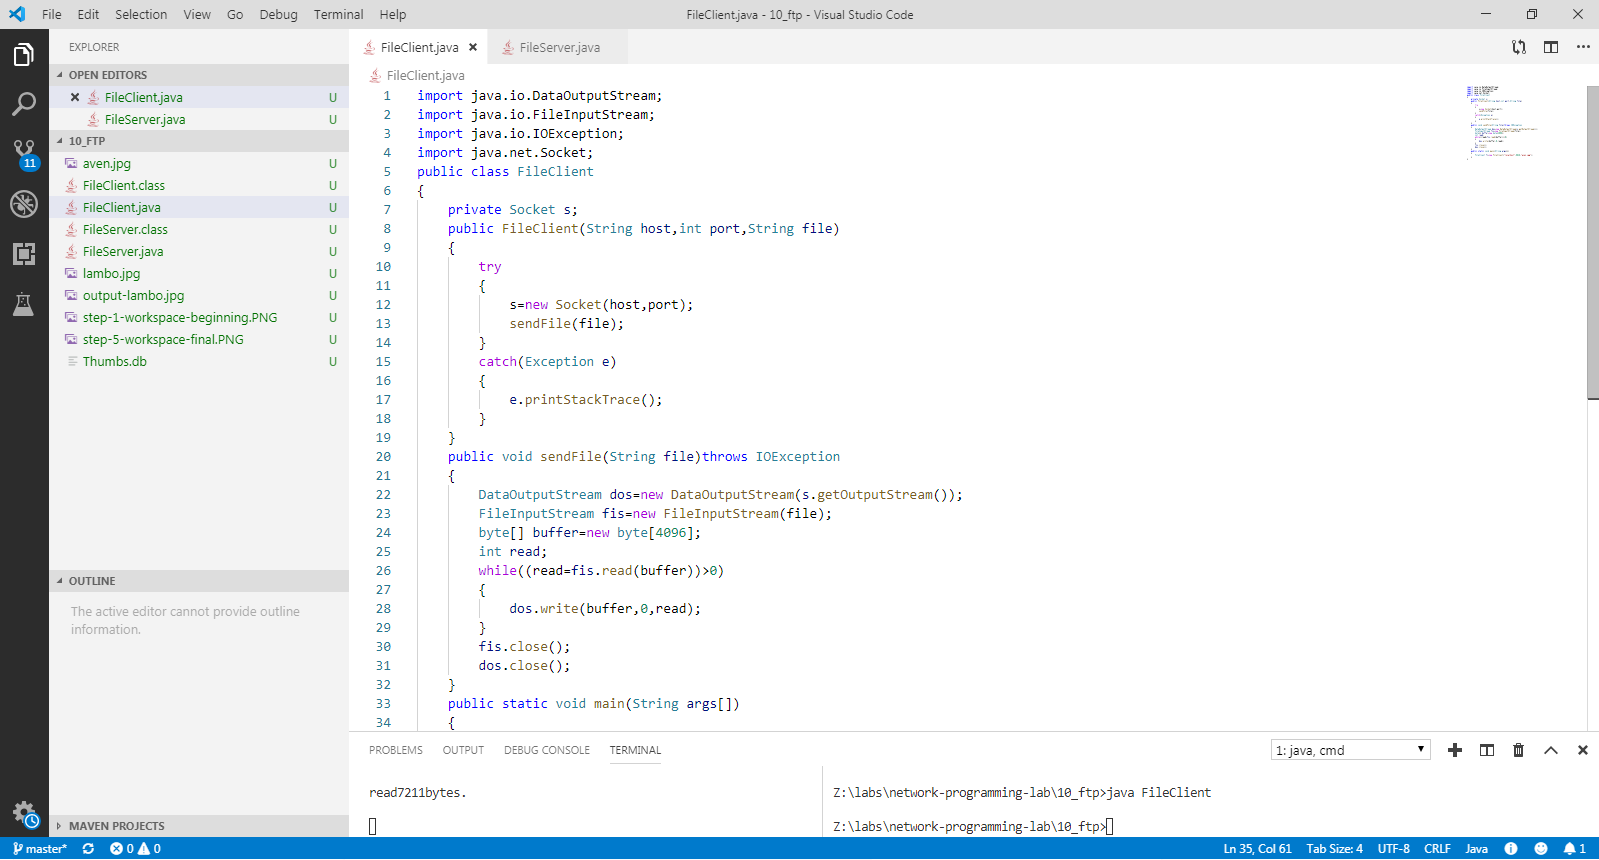 File Edit Selection View Go Debug Terminal Help
FileClient.java - 10_ftp - Visual Studio Code
EXPLORER
OPEN EDITORS
FileClient.java U
FileServer.java U
10_FTP
11
aven.jpg U
FileClient.class U
FileClient.java U
FileServer.class U
FileServer.java U
lambo.jpg U
output-lambo.jpg U
step-1-workspace-beginning.PNG U
step-5-workspace-final.PNG U
Thumbs.db U
OUTLINE
The active editor cannot provide outline
information.
MAVEN PROJECTS
FileClient.java FileServer.java
FileClient.java
1 import java.io.DataOutputStream;
2 import java.io.FileInputStream;
3 import java.io.IOException;
4 import java.net.Socket;
5 public class FileClient
6 {
7 private Socket s;
8 public FileClient(String host,int port,String file)
9 {
10 try
11 {
12 s=new Socket(host,port);
13 sendFile(file);
14 }
15 catch(Exception e)
16 {
17 e.printStackTrace();
18 }
19 }
20 public void sendFile(String file)throws IOException
21 {
22 DataOutputStream dos=new DataOutputStream(s.getOutputStream());
23 FileInputStream fis=new FileInputStream(file);
24 byte[] buffer=new byte[4096];
25 int read;
26 while((read=fis.read(buffer))>0)
27 {
28 dos.write(buffer,0,read);
29 }
30 fis.close();
31 dos.close();
32 }
33 public static void main(String args[])
34 {
PROBLEMS OUTPUT DEBUG CONSOLE TERMINAL
1: java, cmd
read7211bytes.
Z:\labs\network-programming-lab\10_ftp>java FileClient
Z:\labs\network-programming-lab\10_ftp>
master* 0 0
Ln 35, Col 61 Tab Size: 4 UTF-8 CRLF Java 1